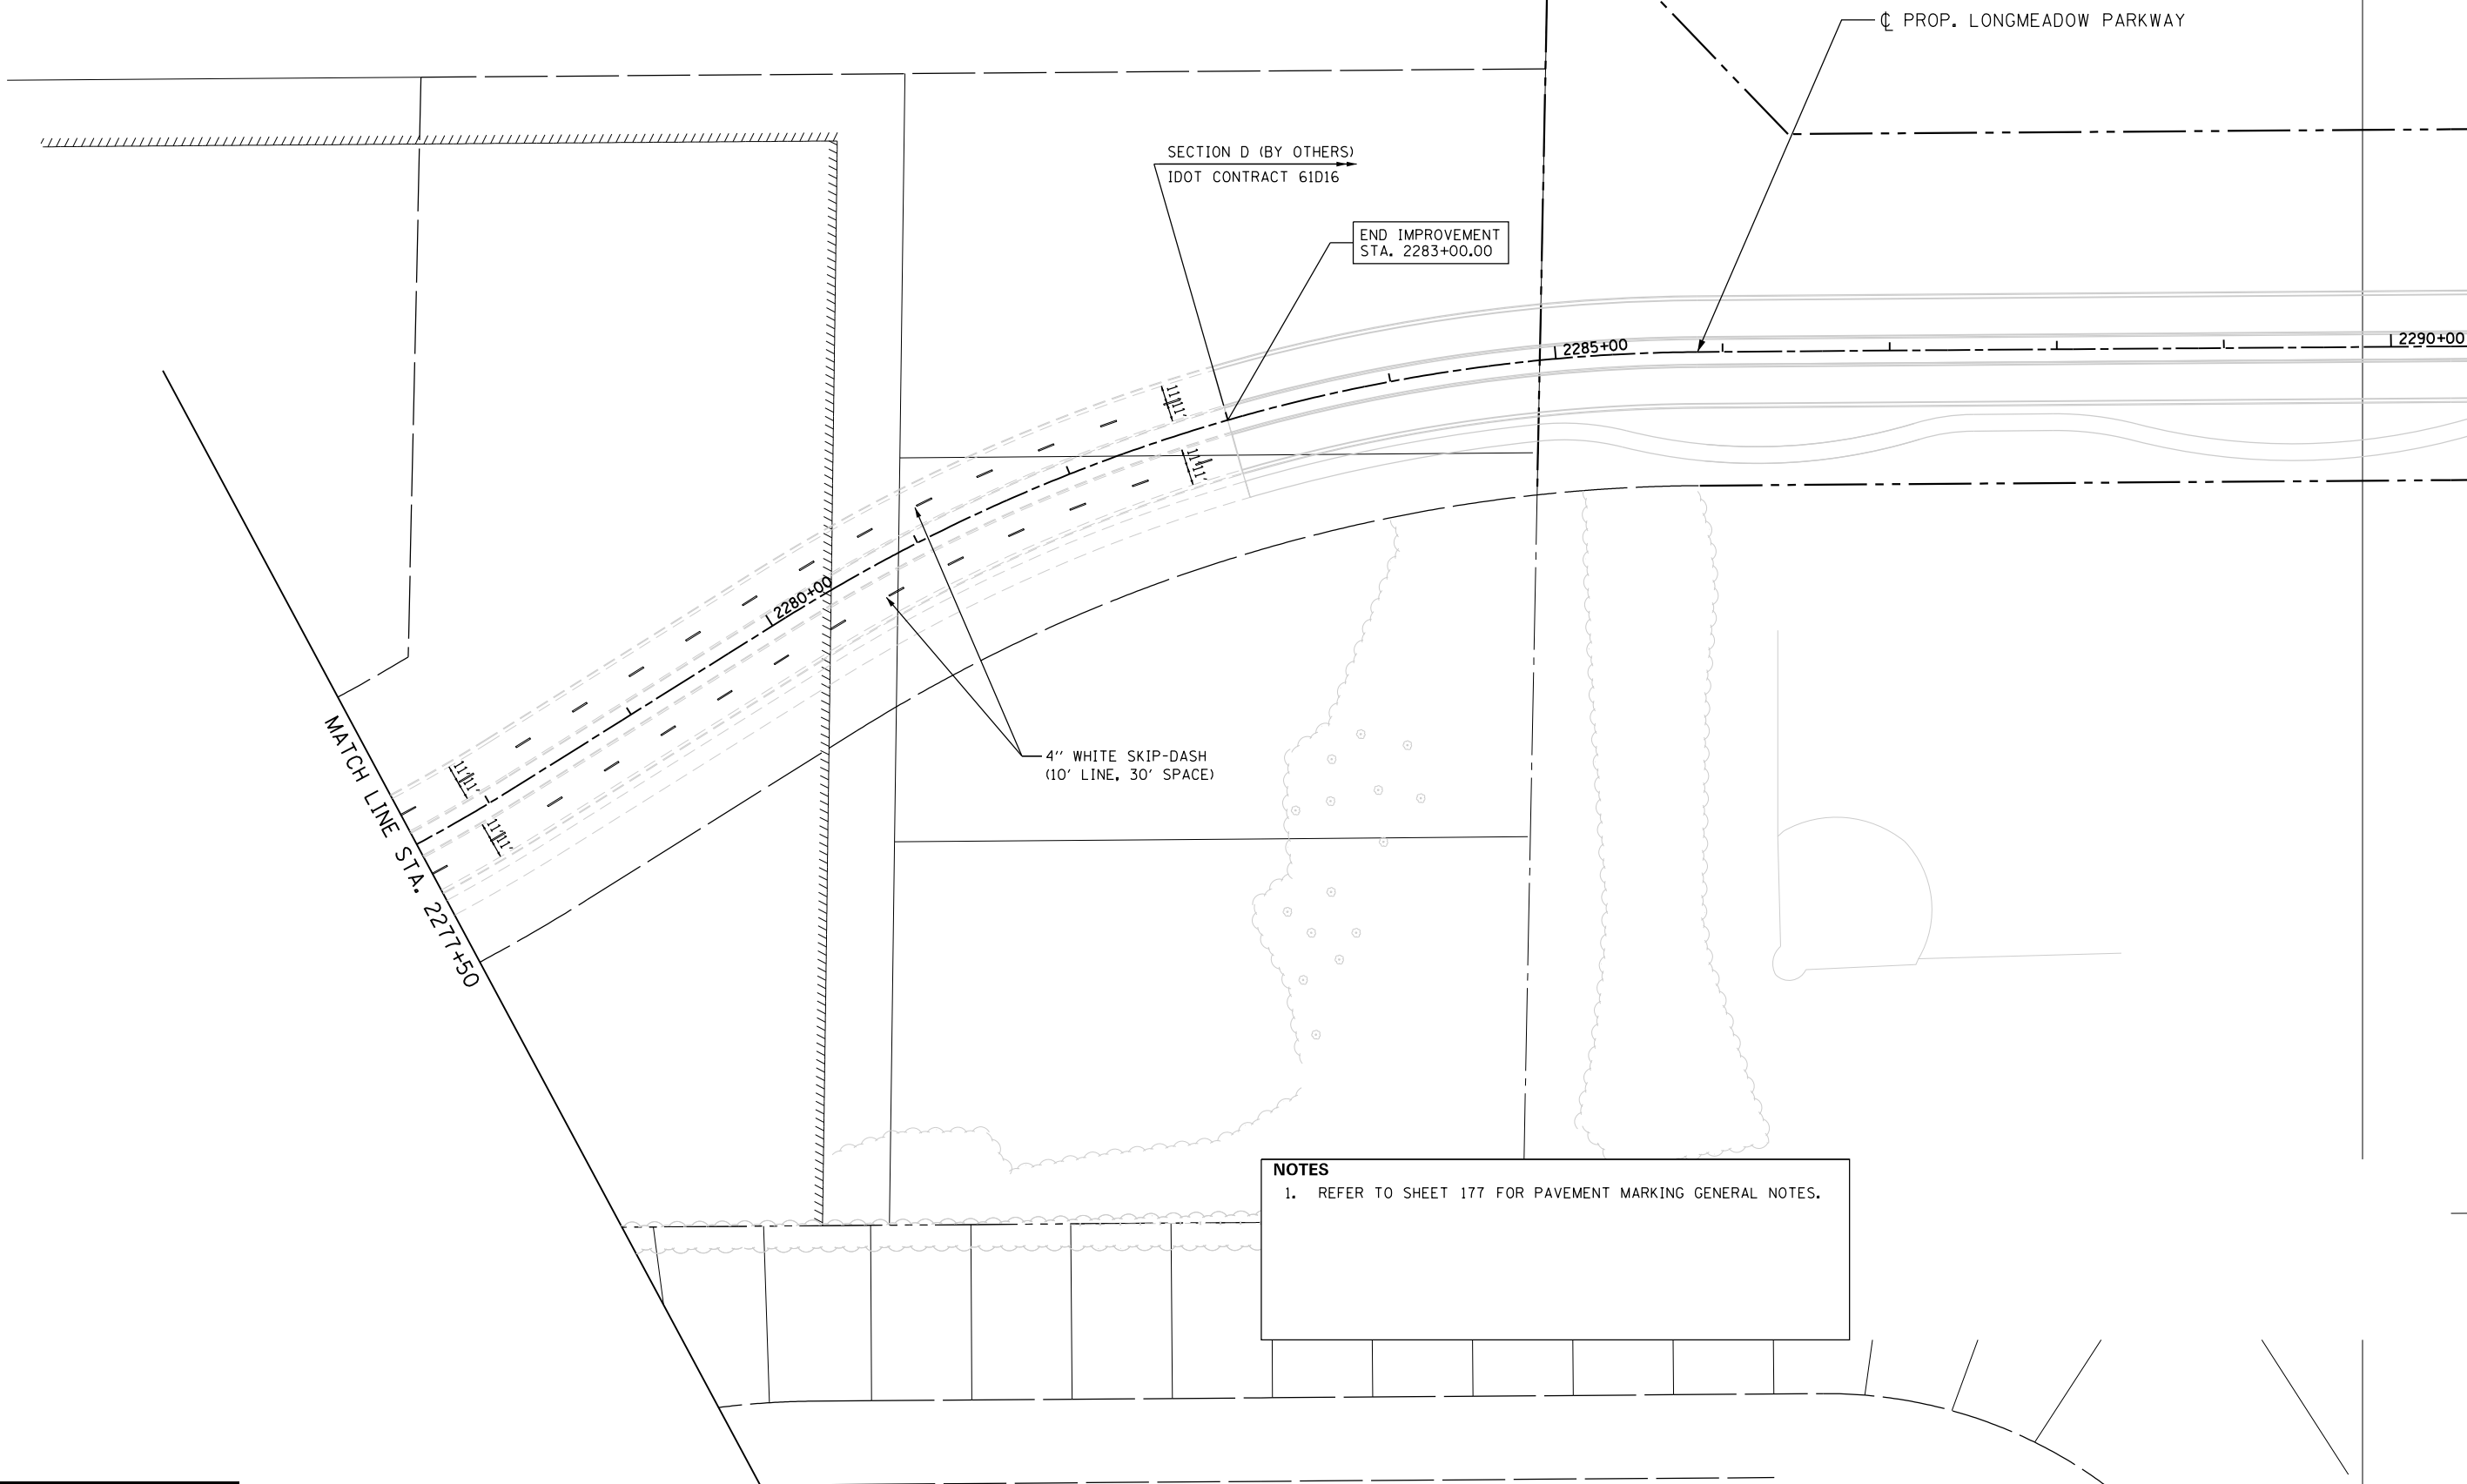 ℄ PROP. LONGMEADOW PARKWAY
SECTION D (BY OTHERS)
IDOT CONTRACT 61D16
END IMPROVEMENT
STA. 2283+00.00
2285+00
2290+00
11'
11'
11'
11'
2280+00
MATCH LINE STA. 2277+50
11'
11'
11'
11'
4" WHITE SKIP-DASH
(10' LINE, 30' SPACE)
NOTES
1. REFER TO SHEET 177 FOR PAVEMENT MARKING GENERAL NOTES.